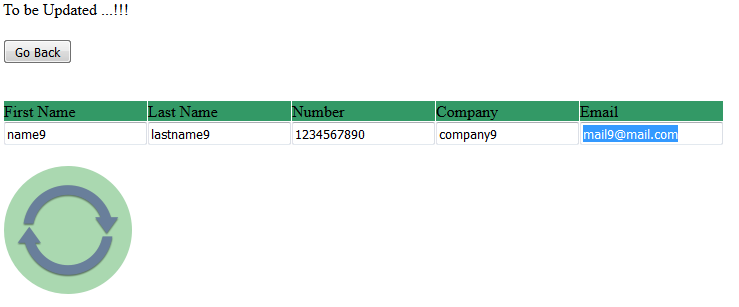 To be Updated ...!!!
Go Back
First Name Last Name Number Company Email
name9 lastname9 1234567890 company9 mail9@mail.com